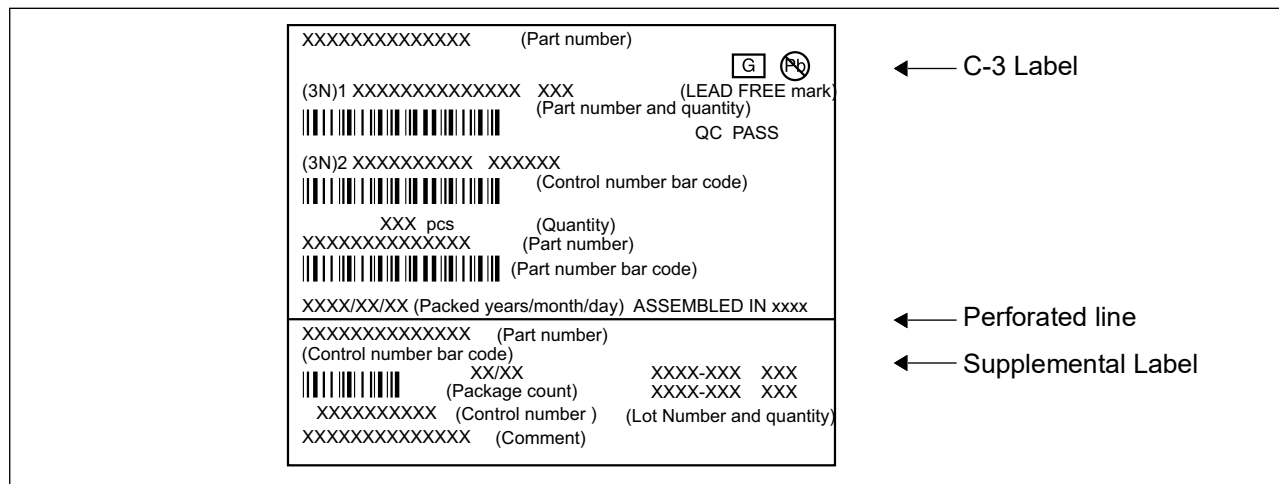 XXXXXXXXXXXXXX (Part number)
G Pb
C-3 Label
(3N)1 XXXXXXXXXXXXXX XXX (LEAD FREE mark)
(Part number and quantity)
QC PASS
(3N)2 XXXXXXXXXX XXXXXX
(Control number bar code)
XXX pcs (Quantity)
XXXXXXXXXXXXXX (Part number)
(Part number bar code)
XXXX/XX/XX (Packed years/month/day) ASSEMBLED IN xxxx
Perforated line
XXXXXXXXXXXXXX (Part number)
(Control number bar code)
Supplemental Label
XX/XX XXXX-XXX XXX
(Package count) XXXX-XXX XXX
XXXXXXXXXX (Control number ) (Lot Number and quantity)
XXXXXXXXXXXXXX (Comment)